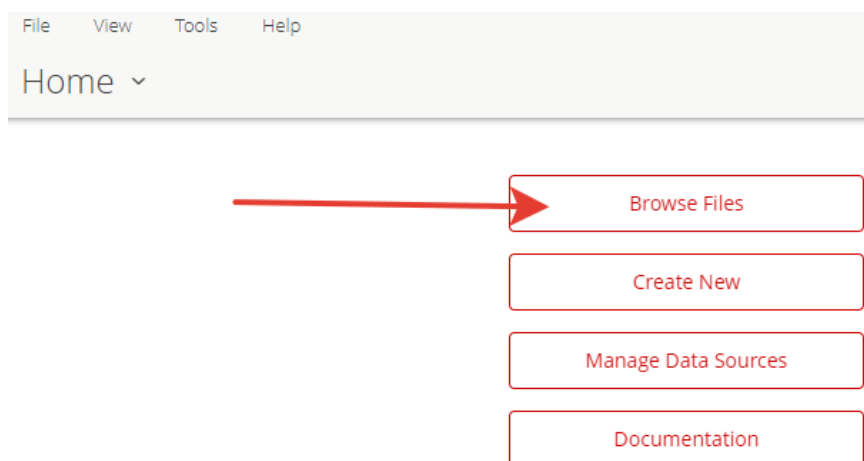 File View Tools Help
Home
Browse Files
Create New
Manage Data Sources
Documentation